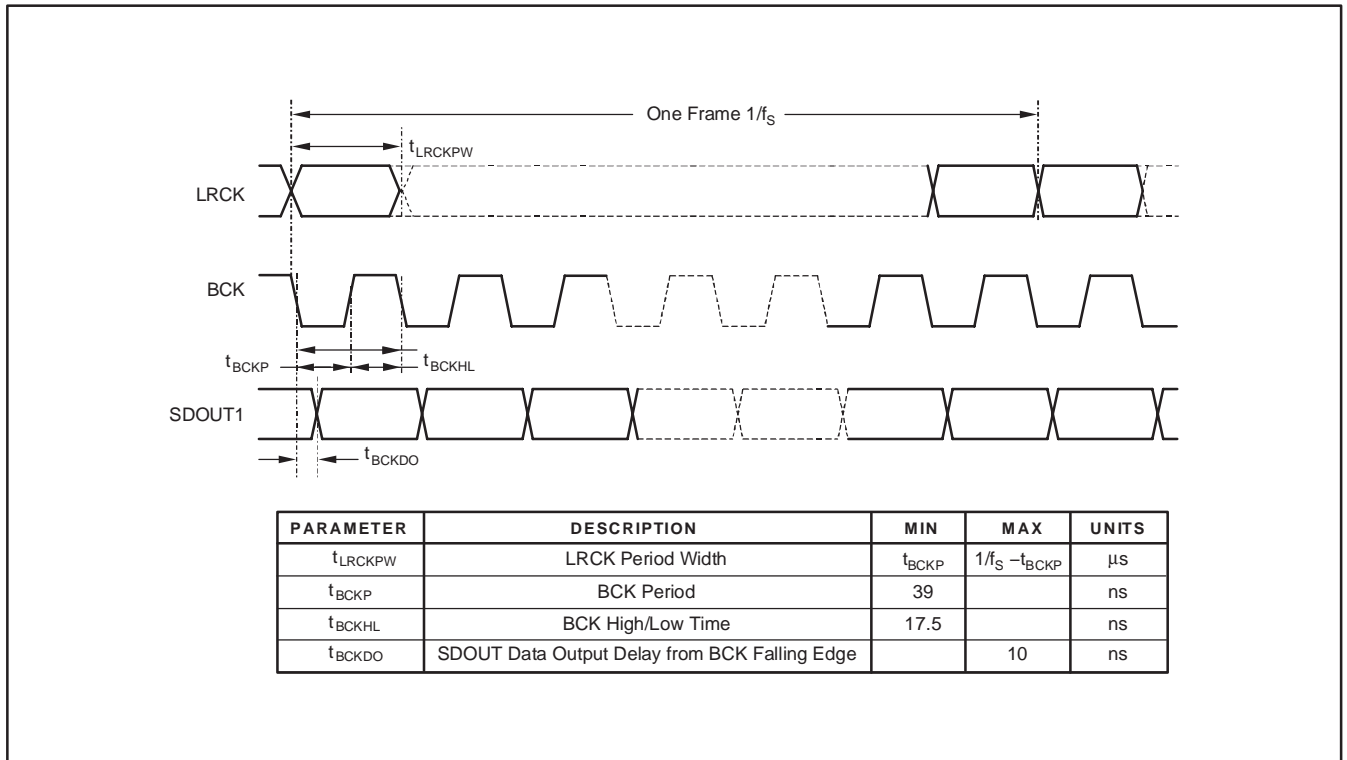 One Frame 1/fS
tLRCKPW
LRCK
BCK
tBCKP
tBCKHL
SDOUT1
tBCKDO
PARAMETER DESCRIPTION MIN MAX UNITS
tLRCKPW LRCK Period Width tBCKP 1/fS −tBCKP μs
tBCKP BCK Period 39 ns
tBCKHL BCK High/Low Time 17.5 ns
tBCKDO SDOUT Data Output Delay from BCK Falling Edge 10 ns